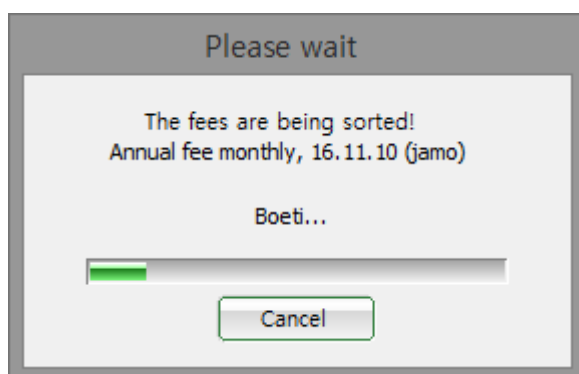 Please wait
The fees are being sorted!
Annual fee monthly, 16.11.10 (jamo)
Boeti...
Cancel